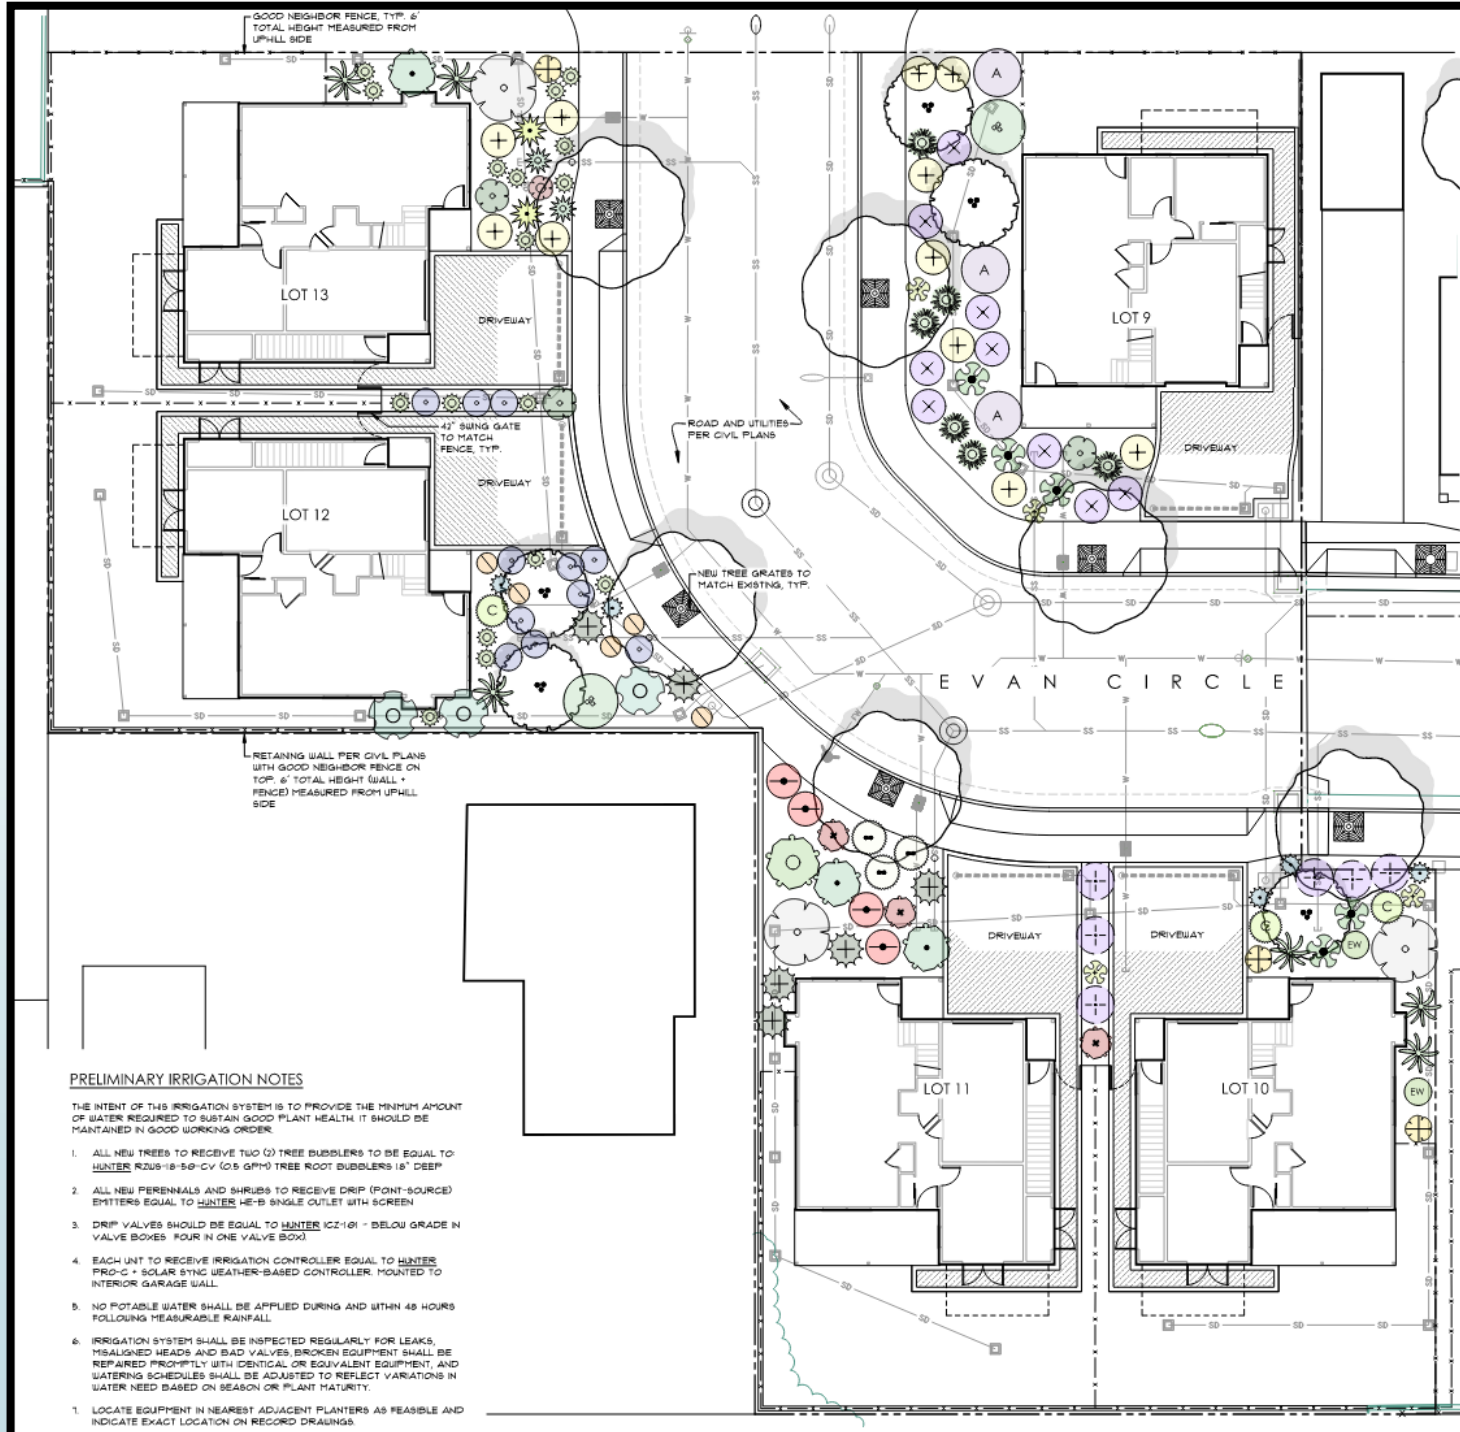 GOOD NEIGHBOR FENCE, TYP. 6'
TOTAL HEIGHT MEASURED FROM
UPHILL SIDE
LOT 13
DRIVEWAY
42" SWING GATE
TO MATCH
FENCE, TYP.
LOT 12
DRIVEWAY
ROAD AND UTILITIES
PER CIVIL PLANS
NEW TREE GRATES TO
MATCH EXISTING, TYP.
A
A
A
LOT 9
DRIVEWAY
EVAN CIRCLE
C
RETAINING WALL PER CIVIL PLANS
WITH GOOD NEIGHBOR FENCE ON
TOP. 6' TOTAL HEIGHT (WALL +
FENCE) MEASURED FROM UPHILL
SIDE
DRIVEWAY
DRIVEWAY
C
C
EW
EW
LOT 11
LOT 10
SD
SS
W
PRELIMINARY IRRIGATION NOTES
THE INTENT OF THIS IRRIGATION SYSTEM IS TO PROVIDE THE MINIMUM AMOUNT
OF WATER REQUIRED TO SUSTAIN GOOD PLANT HEALTH. IT SHOULD BE
MAINTAINED IN GOOD WORKING ORDER.
1. ALL NEW TREES TO RECEIVE TWO (2) TREE BUBBLERS TO BE EQUAL TO:
HUNTER RZWS-18-50-CV (0.5 GPM) TREE ROOT BUBBLERS 18" DEEP
2. ALL NEW PERENNIALS AND SHRUBS TO RECEIVE DRIP (POINT-SOURCE)
EMITTERS EQUAL TO HUNTER HE-B SINGLE OUTLET WITH SCREEN
3. DRIP VALVES SHOULD BE EQUAL TO HUNTER ICZ-101 - BELOW GRADE IN
VALVE BOXES FOUR IN ONE VALVE BOX).
4. EACH UNIT TO RECEIVE IRRIGATION CONTROLLER EQUAL TO HUNTER
PRO-C + SOLAR SYNC WEATHER-BASED CONTROLLER. MOUNTED TO
INTERIOR GARAGE WALL
5. NO POTABLE WATER SHALL BE APPLIED DURING AND WITHIN 48 HOURS
FOLLOWING MEASURABLE RAINFALL
6. IRRIGATION SYSTEM SHALL BE INSPECTED REGULARLY FOR LEAKS,
MISALIGNED HEADS AND BAD VALVES, BROKEN EQUIPMENT SHALL BE
REPAIRED PROMPTLY WITH IDENTICAL OR EQUIVALENT EQUIPMENT, AND
WATERING SCHEDULES SHALL BE ADJUSTED TO REFLECT VARIATIONS IN
WATER NEED BASED ON SEASON OR PLANT MATURITY.
7. LOCATE EQUIPMENT IN NEAREST ADJACENT PLANTERS AS FEASIBLE AND
INDICATE EXACT LOCATION ON RECORD DRAWINGS.